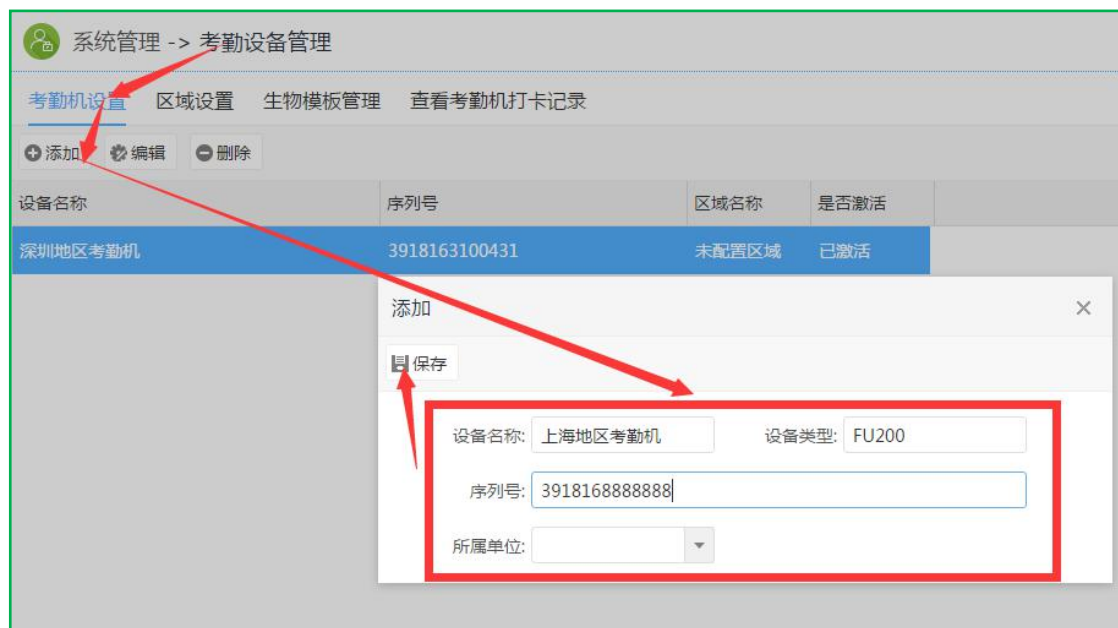 系统管理 -> 考勤设备管理
考勤机设置 区域设置 生物模板管理 查看考勤机打卡记录
添加 编辑 删除
设备名称 序列号 区域名称 是否激活
深圳地区考勤机 3918163100431 未配置区域 已激活
添加
保存
设备名称: 上海地区考勤机 设备类型: FU200
序列号: 3918168888888
所属单位: